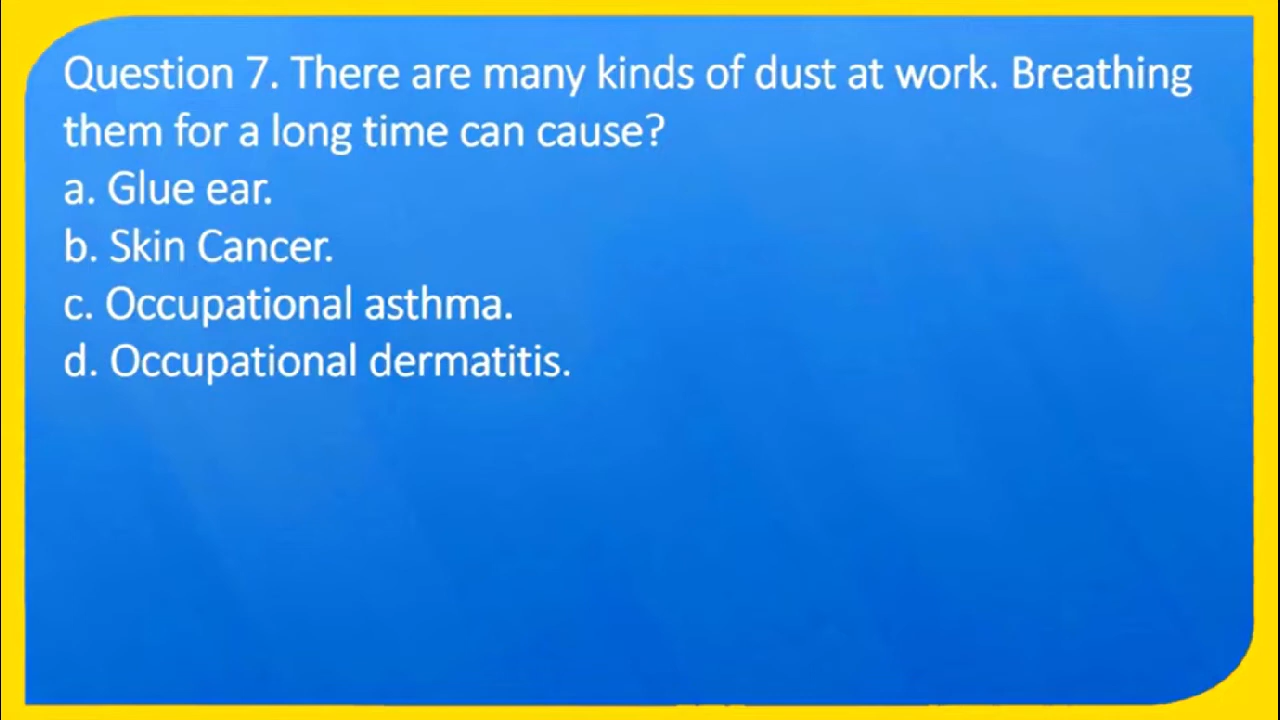 Question 7. There are many kinds of dust at work. Breathing
them for a long time can cause?
a. Glue ear.
b. Skin Cancer.
c. Occupational asthma.
d. Occupational dermatitis.